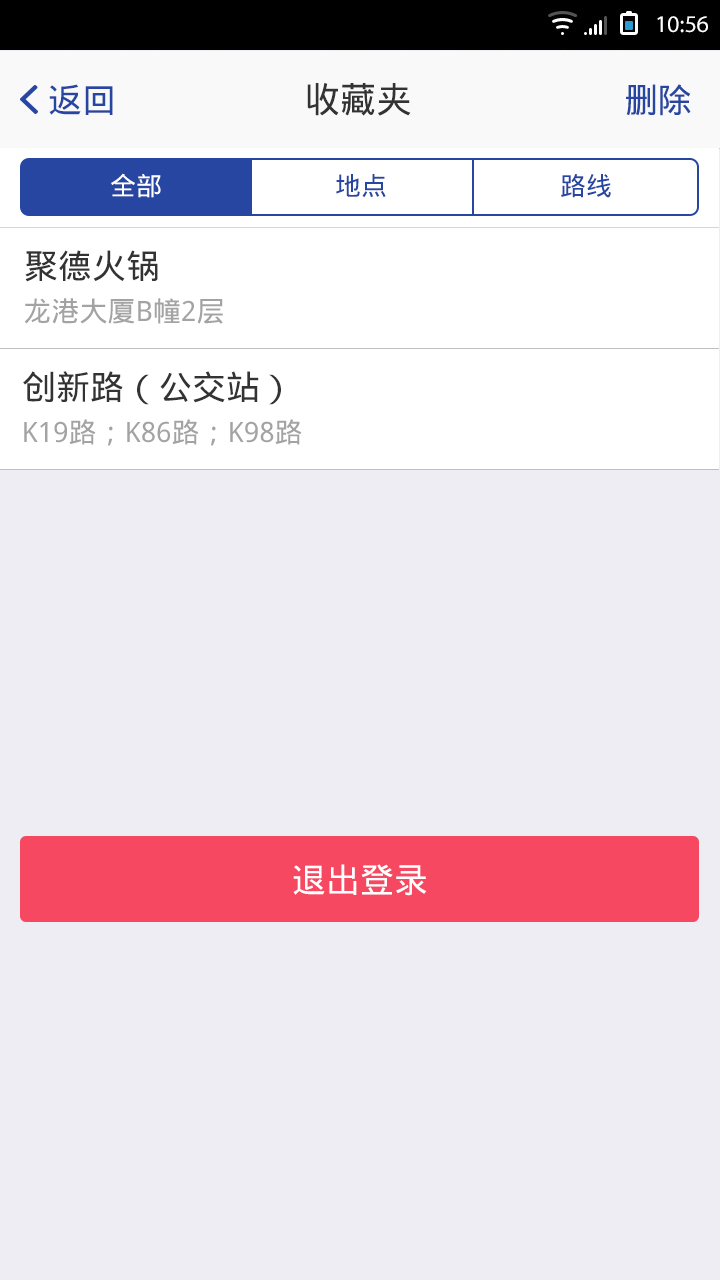 10:56
返回
收藏夹
删除
全部
地点
路线
聚德火锅
龙港大厦B幢2层
创新路（公交站）
K19路；K86路；K98路
退出登录